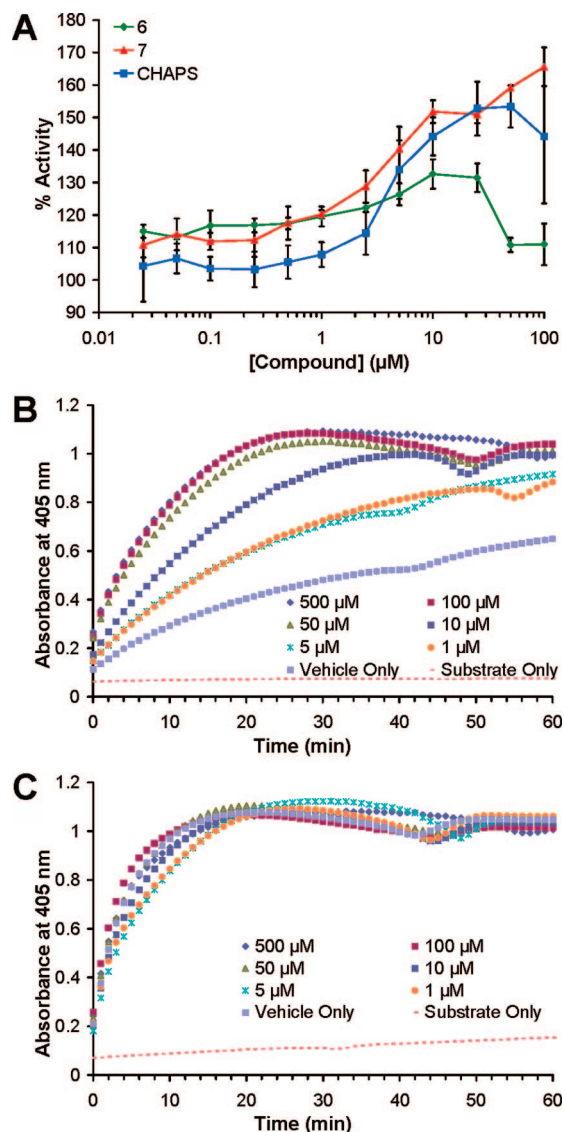 A
6
7
CHAPS
% Activity
170
160
150
140
130
120
110
100
90
0.01 0.1 1 10 100
[Compound] (µM)
B
Absorbance at 405 nm
1.2
1
0.8
0.6
0.4
0.2
0
500 µM 100 µM
50 µM 10 µM
5 µM 1 µM
Vehicle Only Substrate Only
0 10 20 30 40 50 60
Time (min)
C
Absorbance at 405 nm
1.2
1
0.8
0.6
0.4
0.2
0
500 µM 100 µM
50 µM 10 µM
5 µM 1 µM
Vehicle Only Substrate Only
0 10 20 30 40 50 60
Time (min)